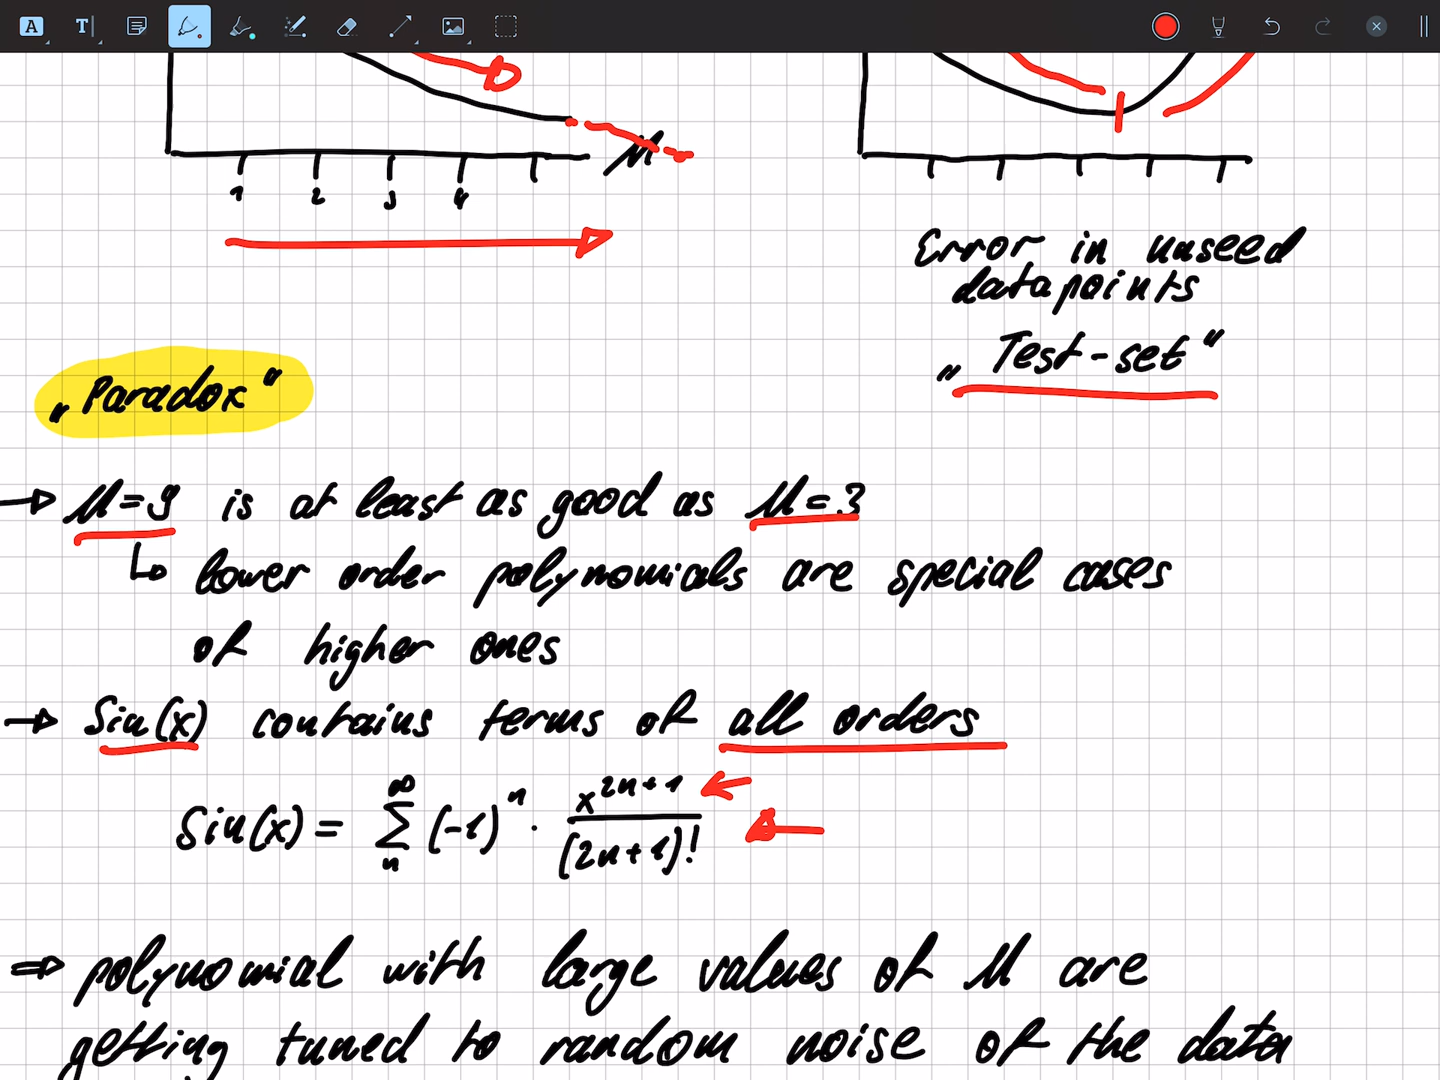 A T
M
1 2 3 4
Error in unseed
datapoints
„Test-set"
„Paradox"
→ M=9 is at least as good as M=3
↳ lower order polynomials are special cases
of higher ones
→ Sin(x) contains terms of all orders
Sin(x) = ∑ₙ^∞ (-1)^n · x^{2n+1} / (2n+1)!
⇒ polynomial with large values of M are
getting tuned to random noise of the data